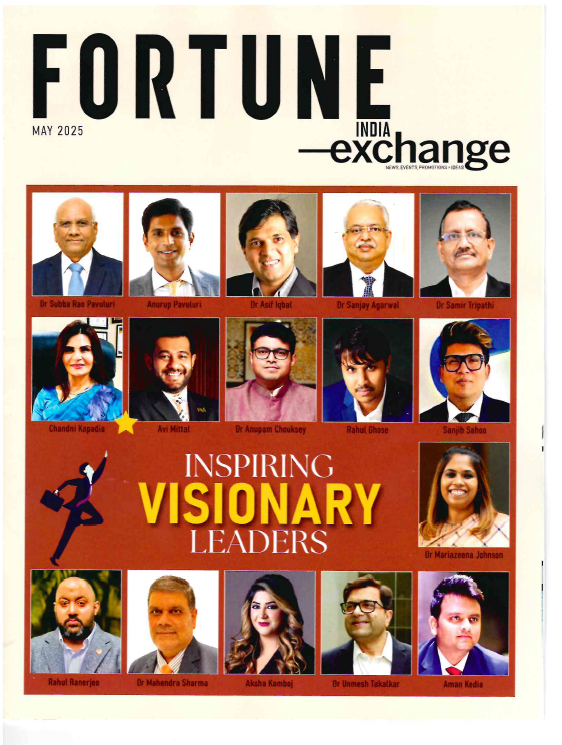 FORTUNE
MAY 2025
INDIA
exchange
NEWS, EVENTS, PROMOTIONS & IDEAS
Dr Subba Rao Pavuluri
Anurup Pavuluri
Dr Asif Iqbal
Dr Sanjay Agarwal
Dr Samir Tripathi
Chandni Kapadia
Avi Mittal
Dr Anupam Chouksey
Rahul Ghose
Sanjib Sahoo
INSPIRING
VISIONARY
LEADERS
Dr Mariazeena Johnson
Rahul Banerjee
Dr Mahendra Sharma
Aksha Kamboj
Dr Unmesh Takalkar
Aman Kedia